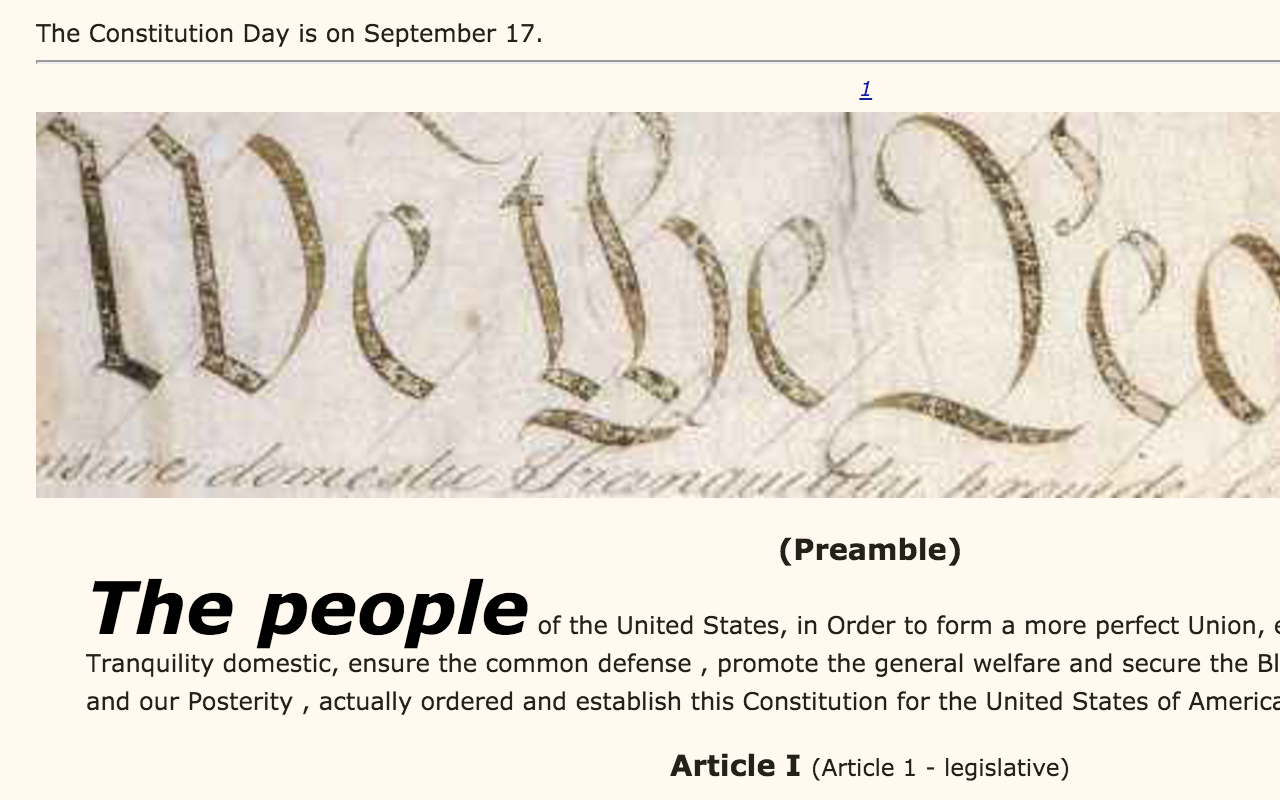 The Constitution Day is on September 17.
1
We the Peo
nsure domestic Tranquility, provide
(Preamble)
The people of the United States, in Order to form a more perfect Union,
Tranquility domestic, ensure the common defense , promote the general welfare and secure the Bl
and our Posterity , actually ordered and establish this Constitution for the United States of America
Article I (Article 1 - legislative)